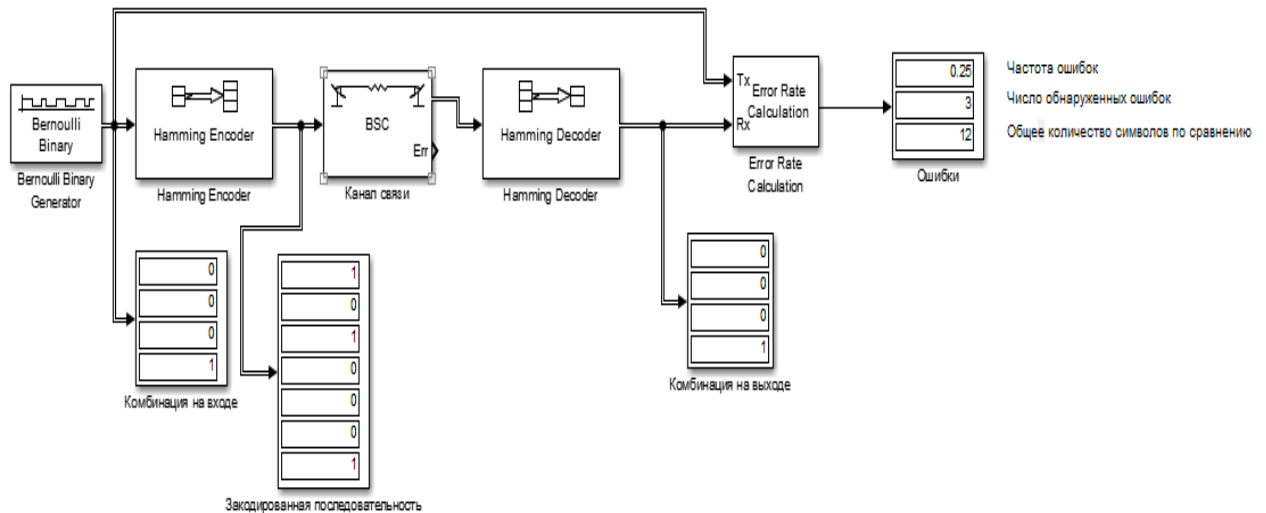 Bernoulli
Binary
Bernoulli Binary
Generator
Hamming Encoder
Hamming Encoder
BSC
Err
Канал связи
Hamming Decoder
Hamming Decoder
Tx
Rx
Error Rate
Calculation
Error Rate
Calculation
0.25
3
12
Ошибки
Частота ошибок
Число обнаруженных ошибок
Общее количество символов по сравнению
0
0
0
1
Комбинация на входе
1
0
1
0
0
0
1
Закодированная последовательность
0
0
0
1
Комбинация на выходе